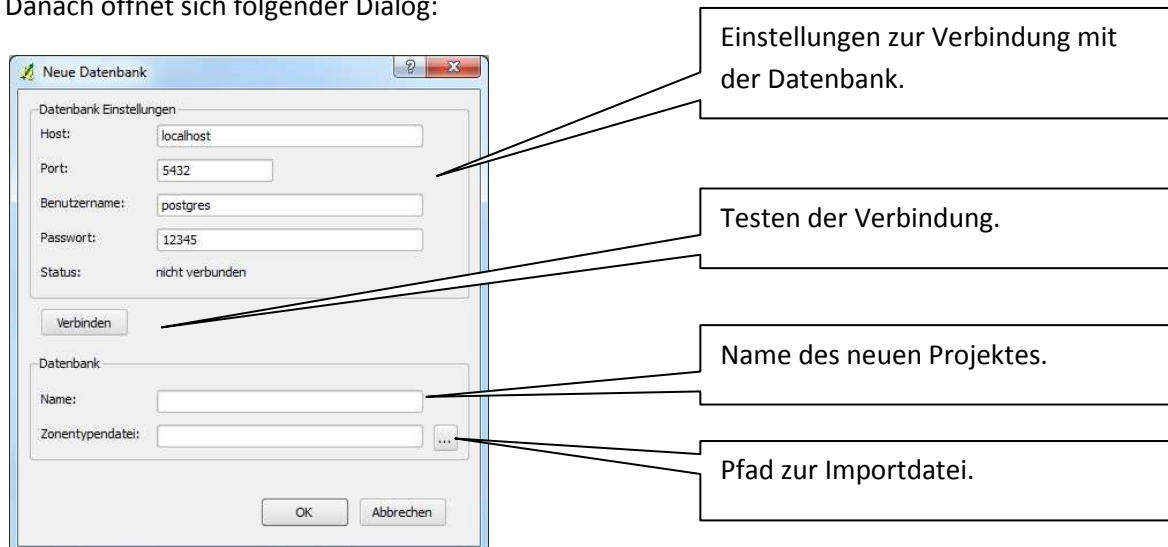 Danach öffnet sich folgender Dialog:
Neue Datenbank
Datenbank Einstellungen
Host: localhost
Port: 5432
Benutzername: postgres
Passwort: 12345
Status: nicht verbunden
Verbinden
Datenbank
Name:
Zonentypendatei: ...
OK Abbrechen
Einstellungen zur Verbindung mit
der Datenbank.
Testen der Verbindung.
Name des neuen Projektes.
Pfad zur Importdatei.